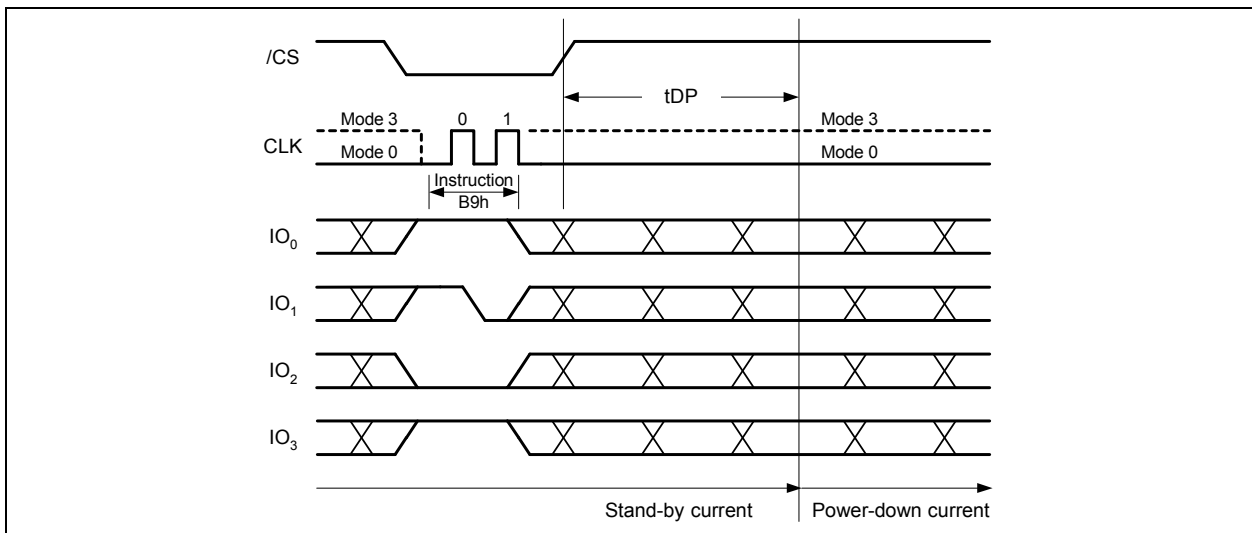 /CS
tDP
Mode 3 0 1 Mode 3
CLK
Mode 0 Mode 0
Instruction
B9h
IO0
IO1
IO2
IO3
Stand-by current Power-down current